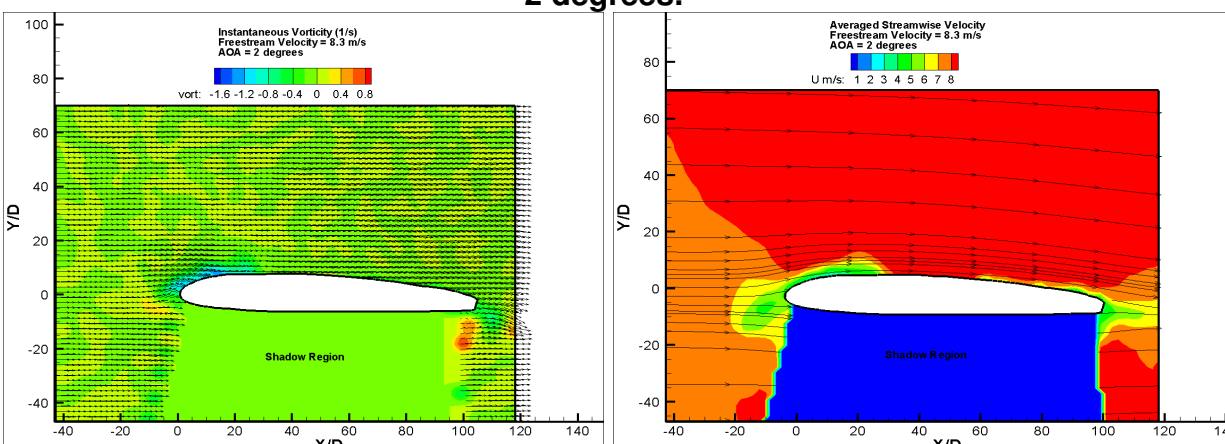 2 degrees.
Instantaneous Vorticity (1/s)
Freestream Velocity = 8.3 m/s
AOA = 2 degrees
vort: -1.6 -1.2 -0.8 -0.4 0 0.4 0.8
100
80
60
40
20
0
-20
-40
Y/D
Shadow Region
-40 -20 0 20 40 60 80 100 120 140
X/D
Averaged Streamwise Velocity
Freestream Velocity = 8.3 m/s
AOA = 2 degrees
U m/s: 1 2 3 4 5 6 7 8
80
60
40
20
0
-20
-40
Y/D
Shadow Region
-40 -20 0 20 40 60 80 100 120
X/D